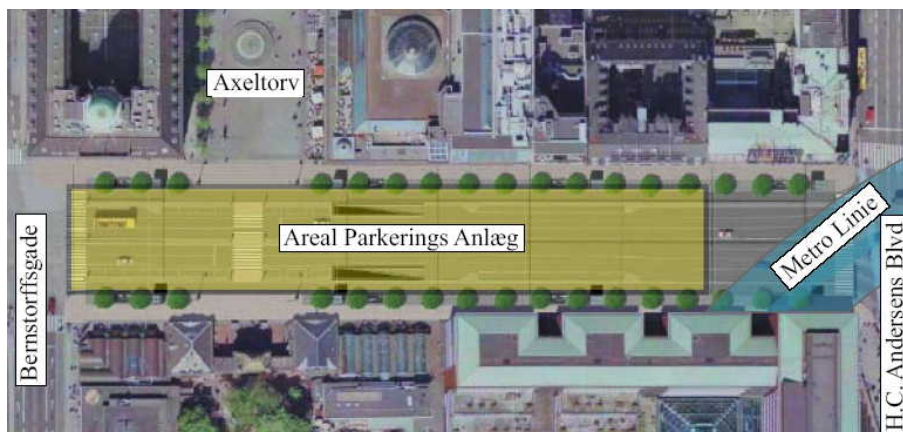 Axeltorv
Areal Parkerings Anlæg
Metro Linie
Bernstorffsgade
H.C. Andersens Blvd